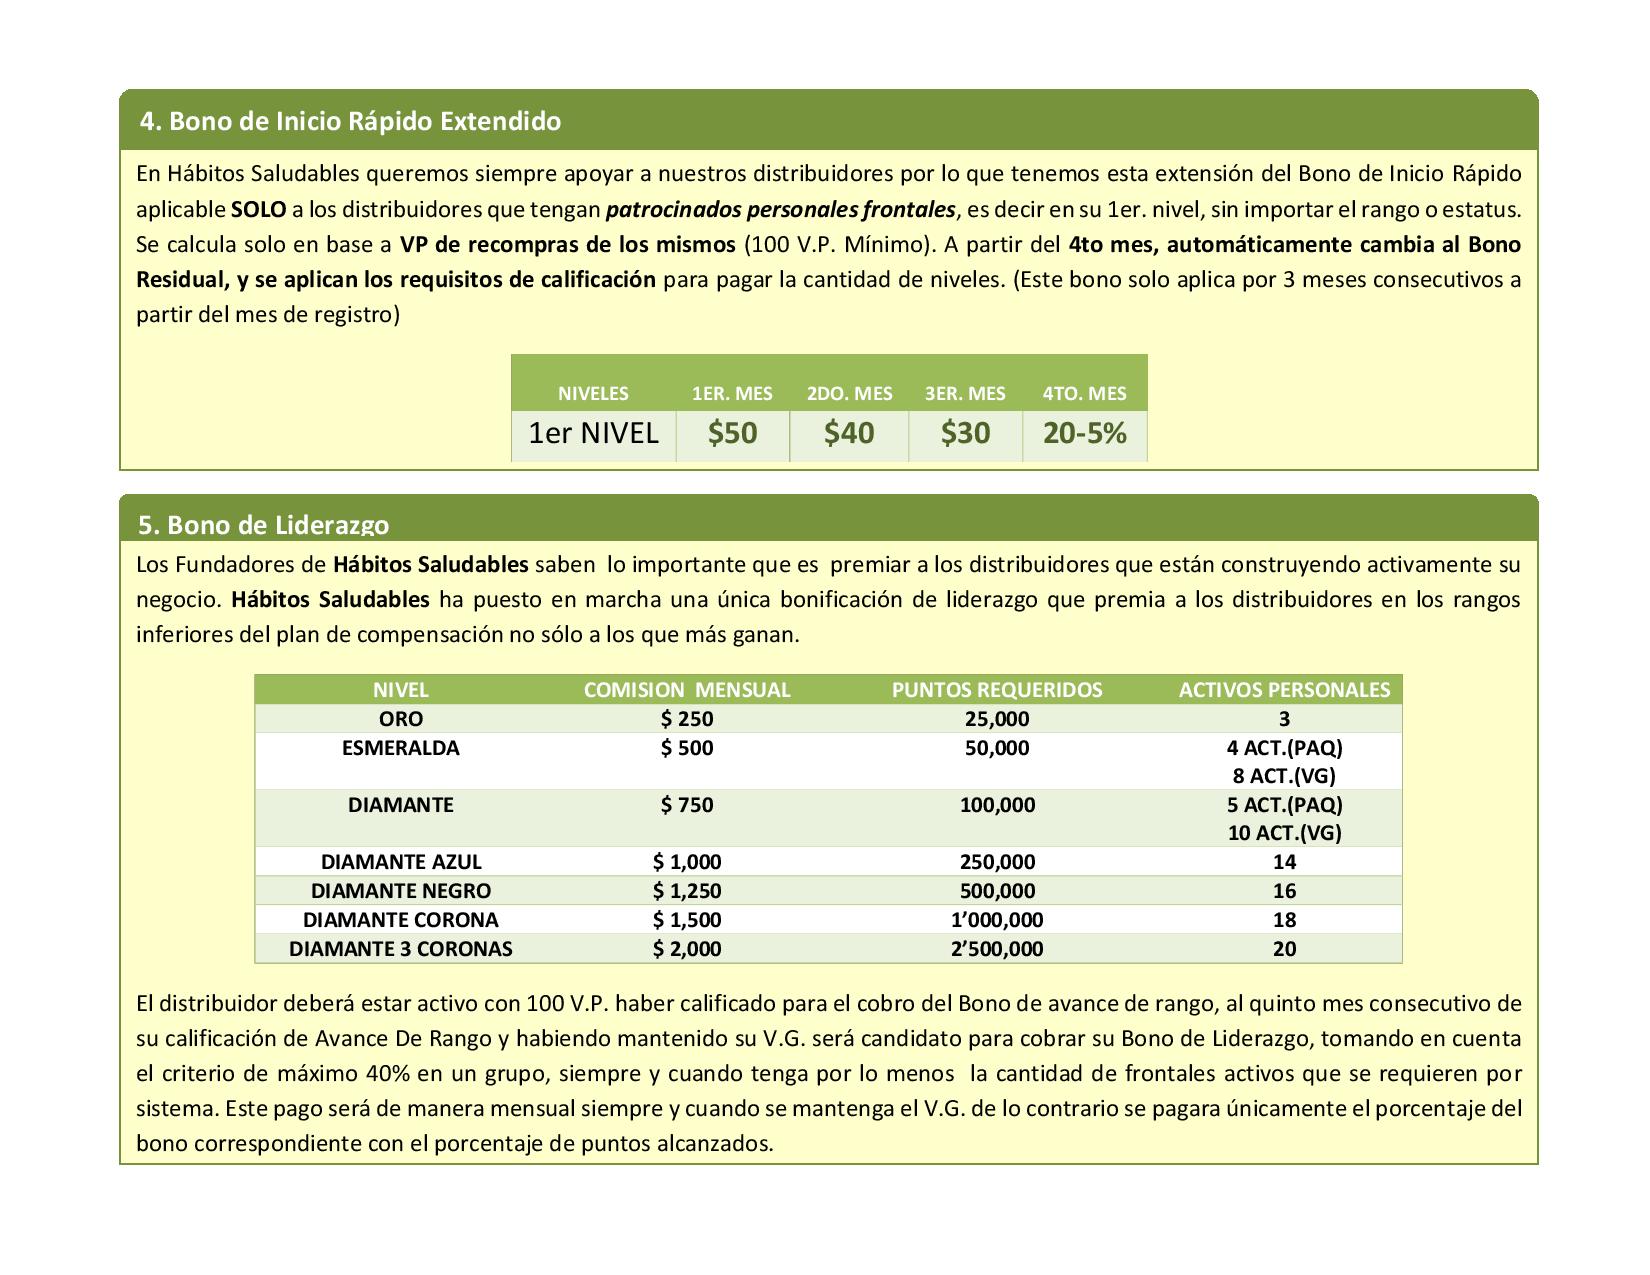 4. Bono de Inicio Rápido Extendido
En Hábitos Saludables queremos siempre apoyar a nuestros distribuidores por lo que tenemos esta extensión del Bono de Inicio Rápido
aplicable SOLO a los distribuidores que tengan patrocinados personales frontales, es decir en su 1er. nivel, sin importar el rango o estatus.
Se calcula solo en base a VP de recompras de los mismos (100 V.P. Mínimo). A partir del 4to mes, automáticamente cambia al Bono
Residual, y se aplican los requisitos de calificación para pagar la cantidad de niveles. (Este bono solo aplica por 3 meses consecutivos a
partir del mes de registro)
NIVELES 1ER. MES 2DO. MES 3ER. MES 4TO. MES
1er NIVEL $50 $40 $30 20-5%
5. Bono de Liderazgo
Los Fundadores de Hábitos Saludables saben lo importante que es premiar a los distribuidores que están construyendo activamente su
negocio. Hábitos Saludables ha puesto en marcha una única bonificación de liderazgo que premia a los distribuidores en los rangos
inferiores del plan de compensación no sólo a los que más ganan.
NIVEL COMISION MENSUAL PUNTOS REQUERIDOS ACTIVOS PERSONALES
ORO $ 250 25,000 3
ESMERALDA $ 500 50,000 4 ACT.(PAQ)
8 ACT.(VG)
DIAMANTE $ 750 100,000 5 ACT.(PAQ)
10 ACT.(VG)
DIAMANTE AZUL $ 1,000 250,000 14
DIAMANTE NEGRO $ 1,250 500,000 16
DIAMANTE CORONA $ 1,500 1’000,000 18
DIAMANTE 3 CORONAS $ 2,000 2’500,000 20
El distribuidor deberá estar activo con 100 V.P. haber calificado para el cobro del Bono de avance de rango, al quinto mes consecutivo de
su calificación de Avance De Rango y habiendo mantenido su V.G. será candidato para cobrar su Bono de Liderazgo, tomando en cuenta
el criterio de máximo 40% en un grupo, siempre y cuando tenga por lo menos la cantidad de frontales activos que se requieren por
sistema. Este pago será de manera mensual siempre y cuando se mantenga el V.G. de lo contrario se pagara únicamente el porcentaje del
bono correspondiente con el porcentaje de puntos alcanzados.